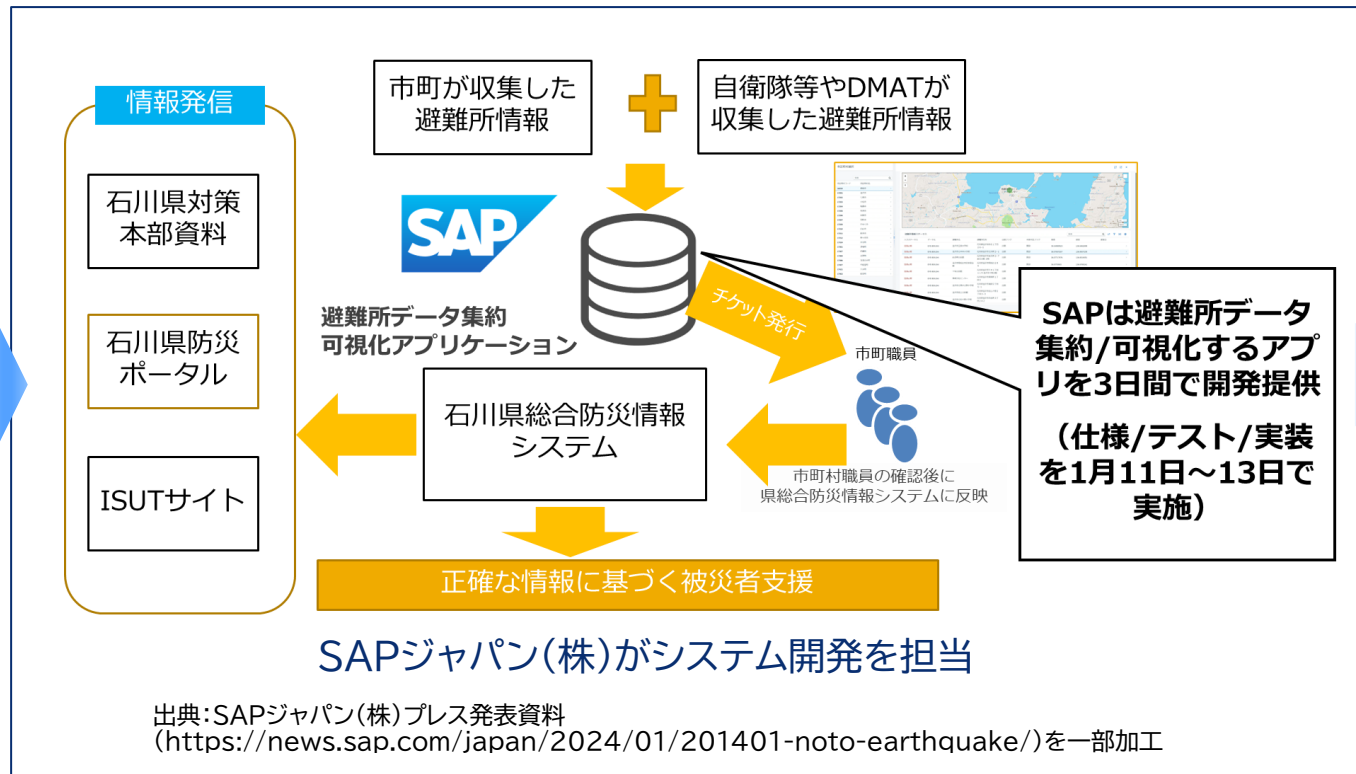 情報発信
石川県対策
本部資料
石川県防災
ポータル
ISUTサイト
市町が収集した
避難所情報
自衛隊等やDMATが
収集した避難所情報
SAP
避難所データ集約
可視化アプリケーション
チケット発行
市町職員
石川県総合防災情報
システム
市町村職員の確認後に
県総合防災情報システムに反映
SAPは避難所データ
集約/可視化するアプ
リを3日間で開発提供
(仕様/テスト/実装
を1月11日~13日で
実施)
正確な情報に基づく被災者支援
SAPジャパン(株)がシステム開発を担当
出典:SAPジャパン(株)プレス発表資料
(https://news.sap.com/japan/2024/01/201401-noto-earthquake/)を一部加工